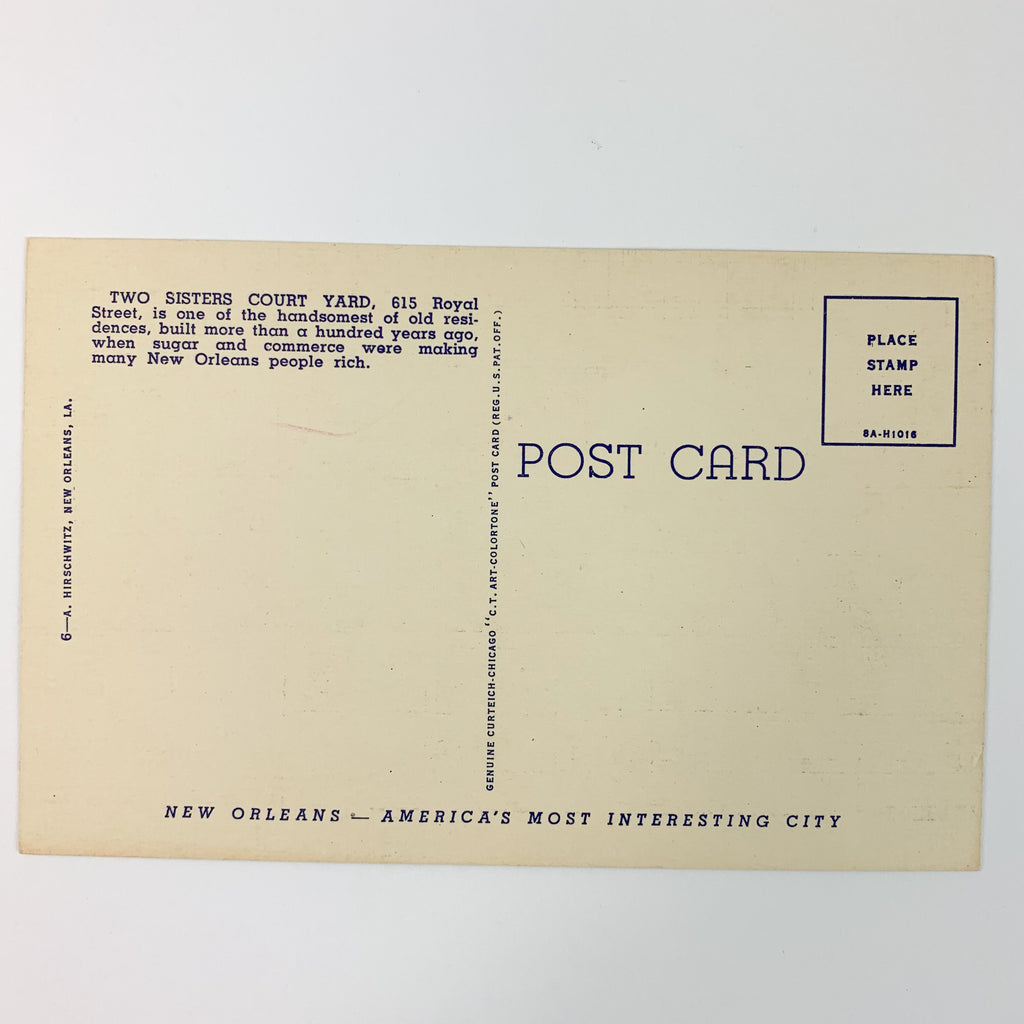 TWO SISTERS COURT YARD, 615 Royal
Street, is one of the handsomest of old resi-
dences, built more than a hundred years ago,
when sugar and commerce were making
many New Orleans people rich.
6—A. HIRSCHWITZ, NEW ORLEANS, LA.
GENUINE CURTEICH-CHICAGO "C.T. ART-COLORTONE" POST CARD (REG. U.S. PAT. OFF.)
POST CARD
PLACE
STAMP
HERE
8A-H1016
NEW ORLEANS — AMERICA'S MOST INTERESTING CITY